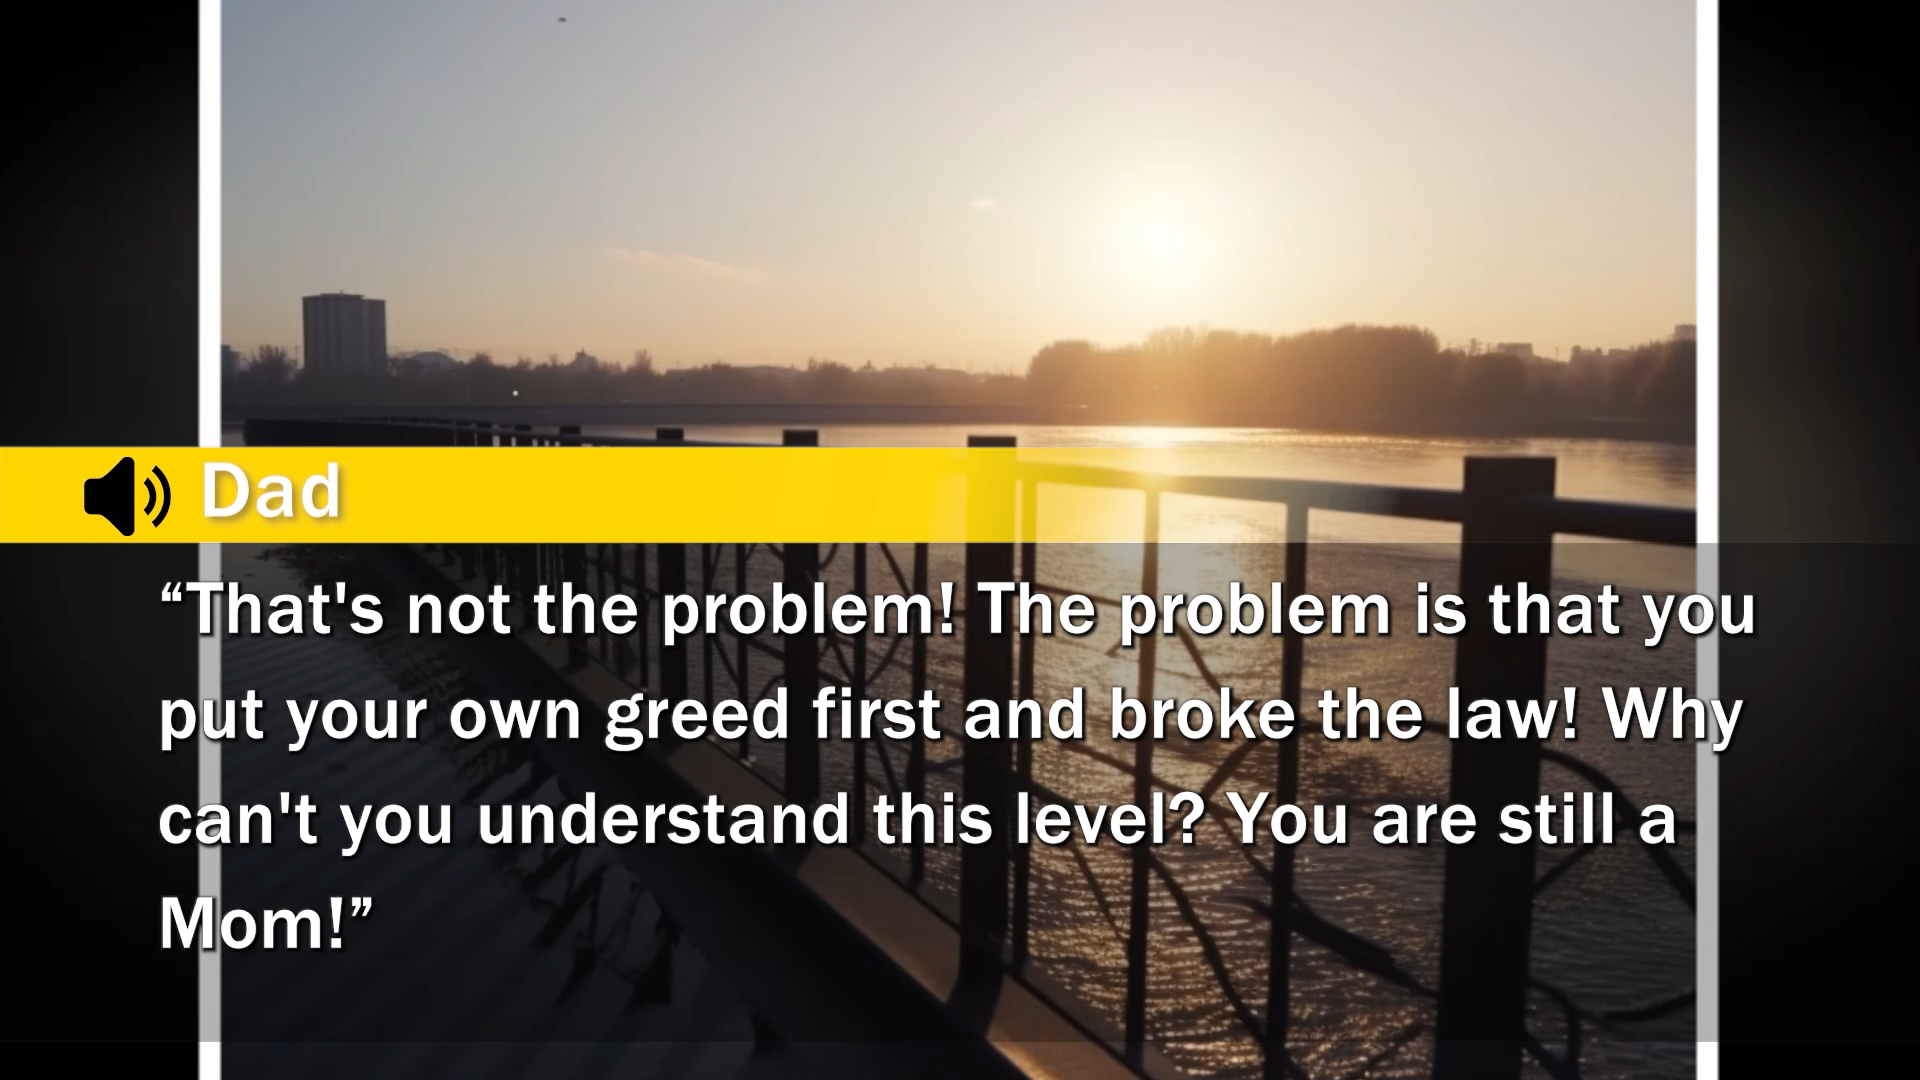 Dad
“That's not the problem! The problem is that you
put your own greed first and broke the law! Why
can't you understand this level? You are still a
Mom!”